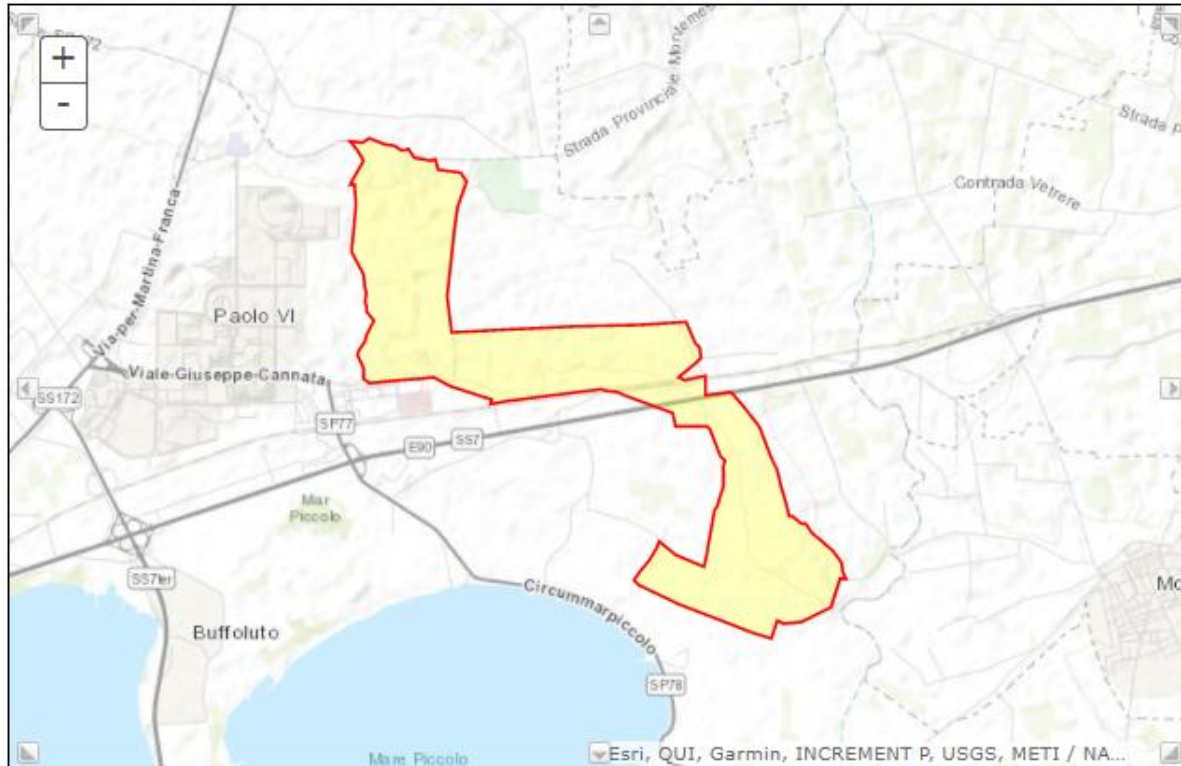 +
-
Strada Provinciale Monteme
Strada p
Contrada Vetrere
Via-per-Martina-Franca
Paolo VI
Viale-Giuseppe-Cannata
SS172
SP77
E90
SS7
Mar
Piccolo
SS7ter
Circummarpiccolo
Mo
Buffoluto
SP78
Mare Piccolo
Esri, QUI, Garmin, INCREMENT P, USGS, METI / NA...